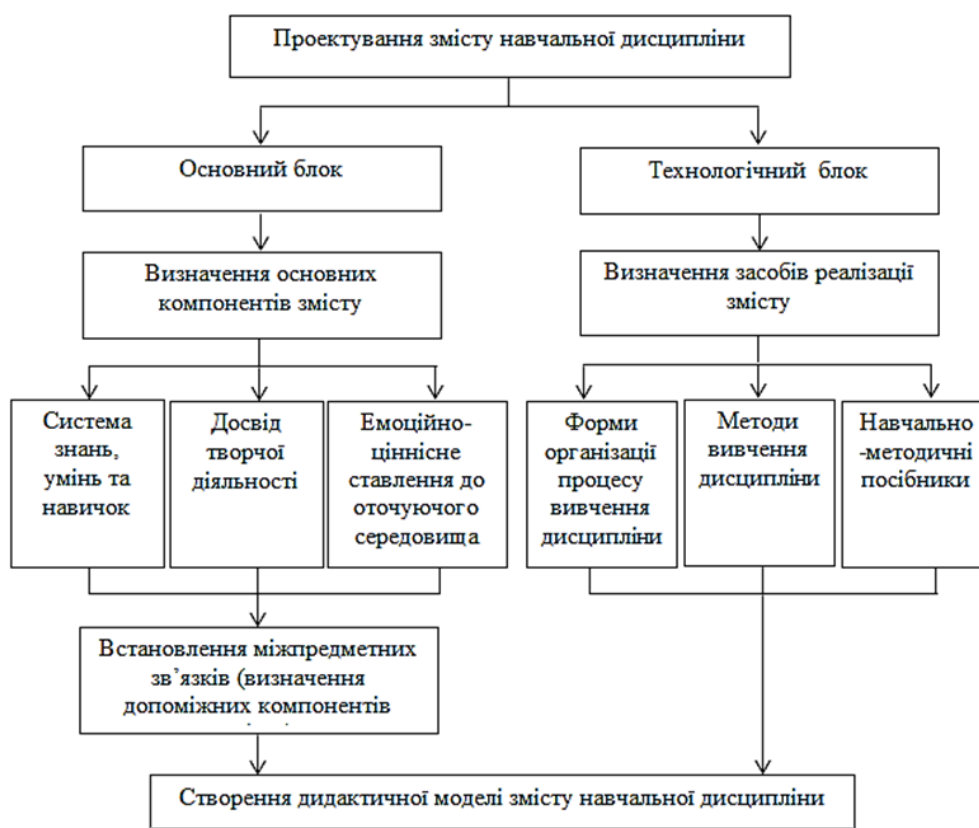 Проектування змісту навчальної дисципліни
Основний блок
Технологічний блок
Визначення основних
компонентів змісту
Визначення засобів реалізації
змісту
Система
знань,
умінь та
навичок
Досвід
творчої
діяльності
Емоційно-
ціннісне
ставлення до
оточуючого
середовища
Форми
організації
процесу
вивчення
дисципліни
Методи
вивчення
дисципліни
Навчально
-методичні
посібники
Встановлення міжпредметних
зв’язків (визначення
допоміжних компонентів
Створення дидактичної моделі змісту навчальної дисципліни